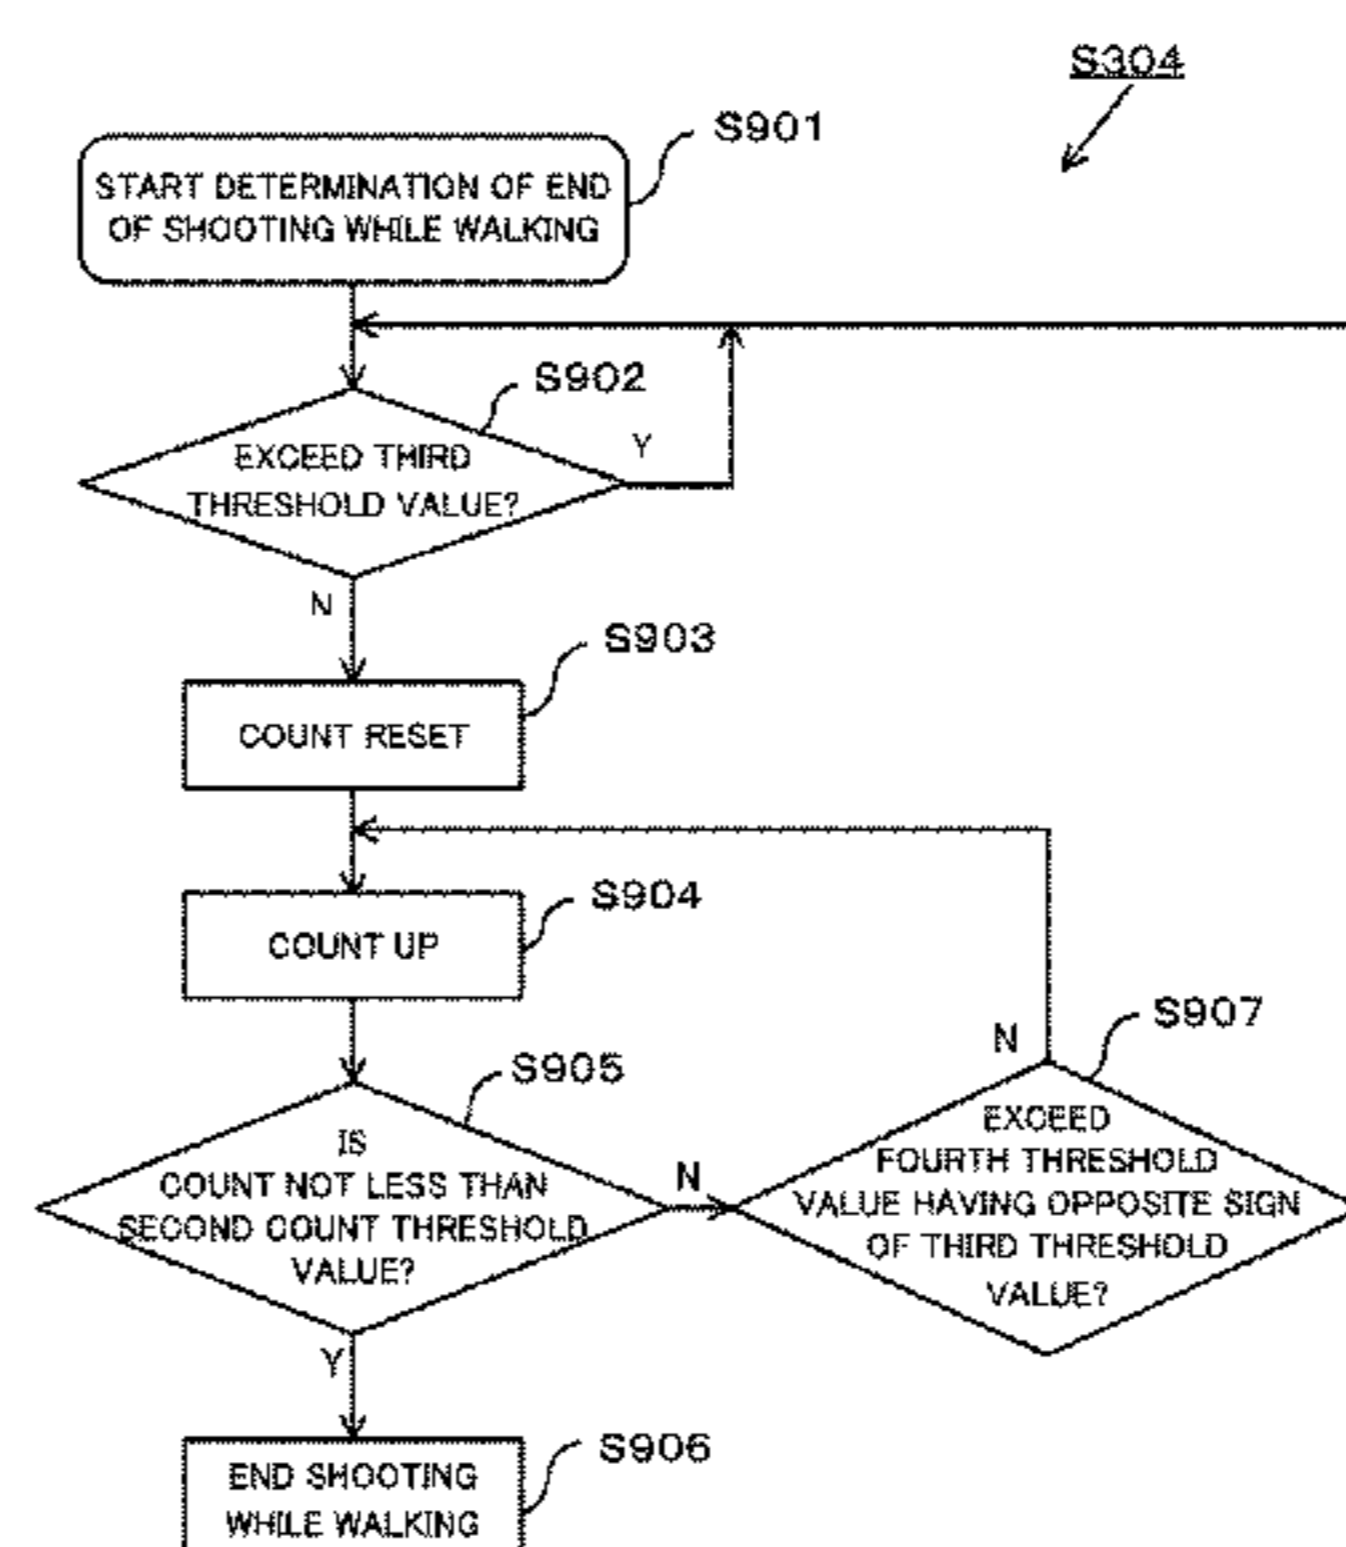 S304
S901
START DETERMINATION OF END
OF SHOOTING WHILE WALKING
S902
EXCEED THIRD
THRESHOLD VALUE?
Y
N
S903
COUNT RESET
S904
COUNT UP
S905
IS
COUNT NOT LESS THAN
SECOND COUNT THRESHOLD
VALUE?
N
S907
N
EXCEED
FOURTH THRESHOLD
VALUE HAVING OPPOSITE SIGN
OF THIRD THRESHOLD
VALUE?
Y
S906
END SHOOTING
WHILE WALKING